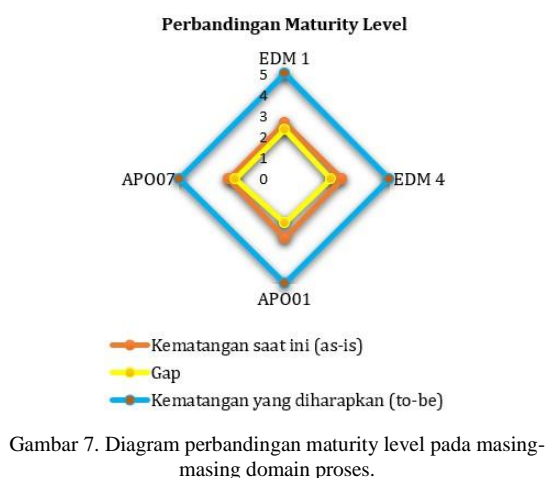 Perbandingan Maturity Level
EDM 1
5
4
3
2
1
0
APO07
EDM 4
APO01
Kematangan saat ini (as-is)
Gap
Kematangan yang diharapkan (to-be)
Gambar 7. Diagram perbandingan maturity level pada masing-
masing domain proses.